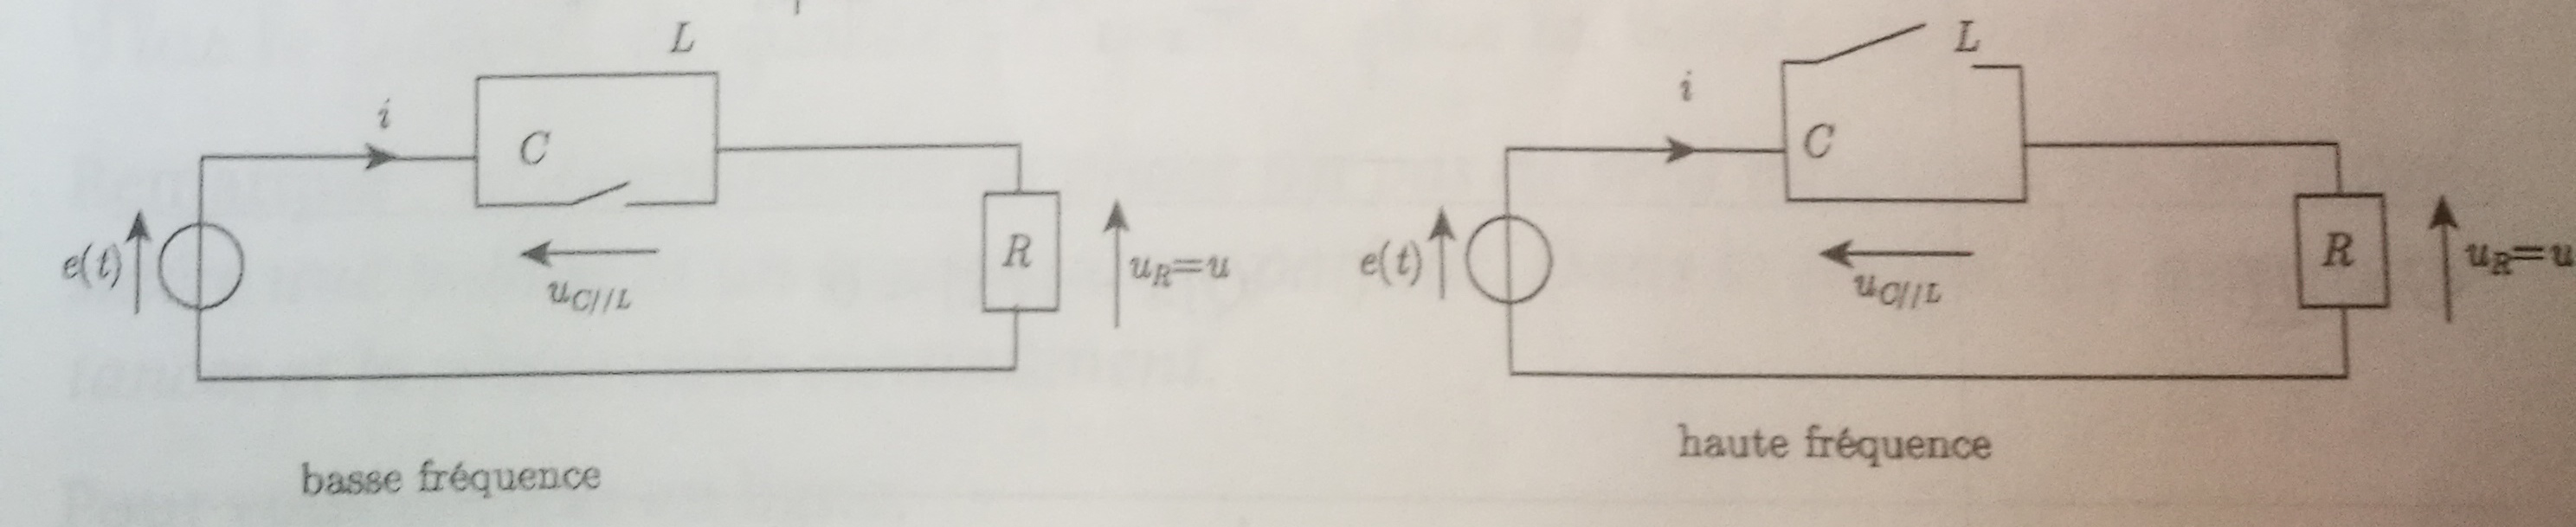 L
i
C
e(t)
R
u_R=u
u_{C//L}
basse fréquence
L
i
C
e(t)
R
u_R=u
u_{C//L}
haute fréquence